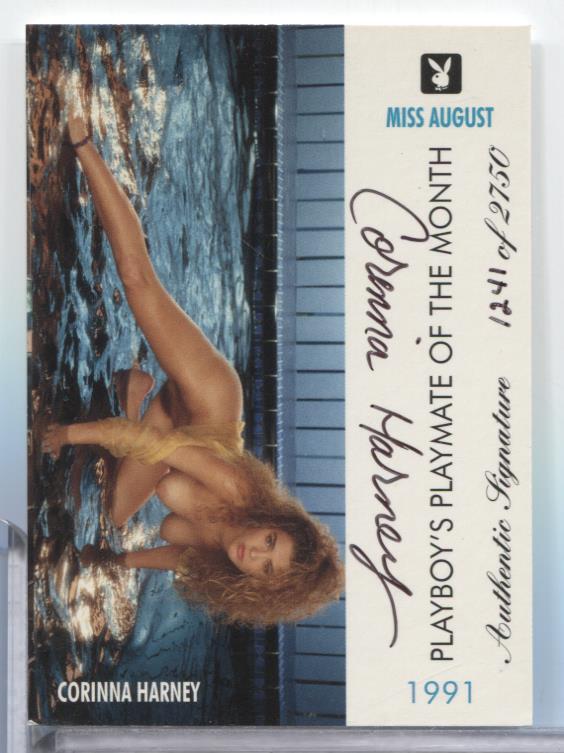 MISS AUGUST
PLAYBOY'S PLAYMATE OF THE MONTH
1991
Corinna Harney
Authentic Signature 1241 of 2750
CORINNA HARNEY